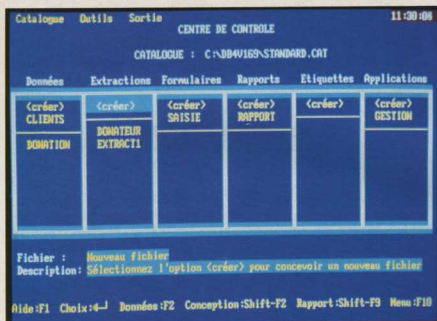 Catalogue Outils Sortie 11:30:06
CENTRE DE CONTROLE
CATALOGUE : C:\DB4V169\STANDARD.CAT
Données Extractions Formulaires Rapports Etiquettes Applications
<créer> <créer> <créer> <créer> <créer> <créer>
CLIENTS SAISIE RAPPORT GESTION
DONATEUR
DONATION EXTRACT1
Fichier : Nouveau fichier
Description: Sélectionnez l'option <créer> pour concevoir un nouveau fichier
Aide:F1 Choix:◄┘ Données:F2 Conception:Shift-F2 Rapport:Shift-F9 Menu:F10